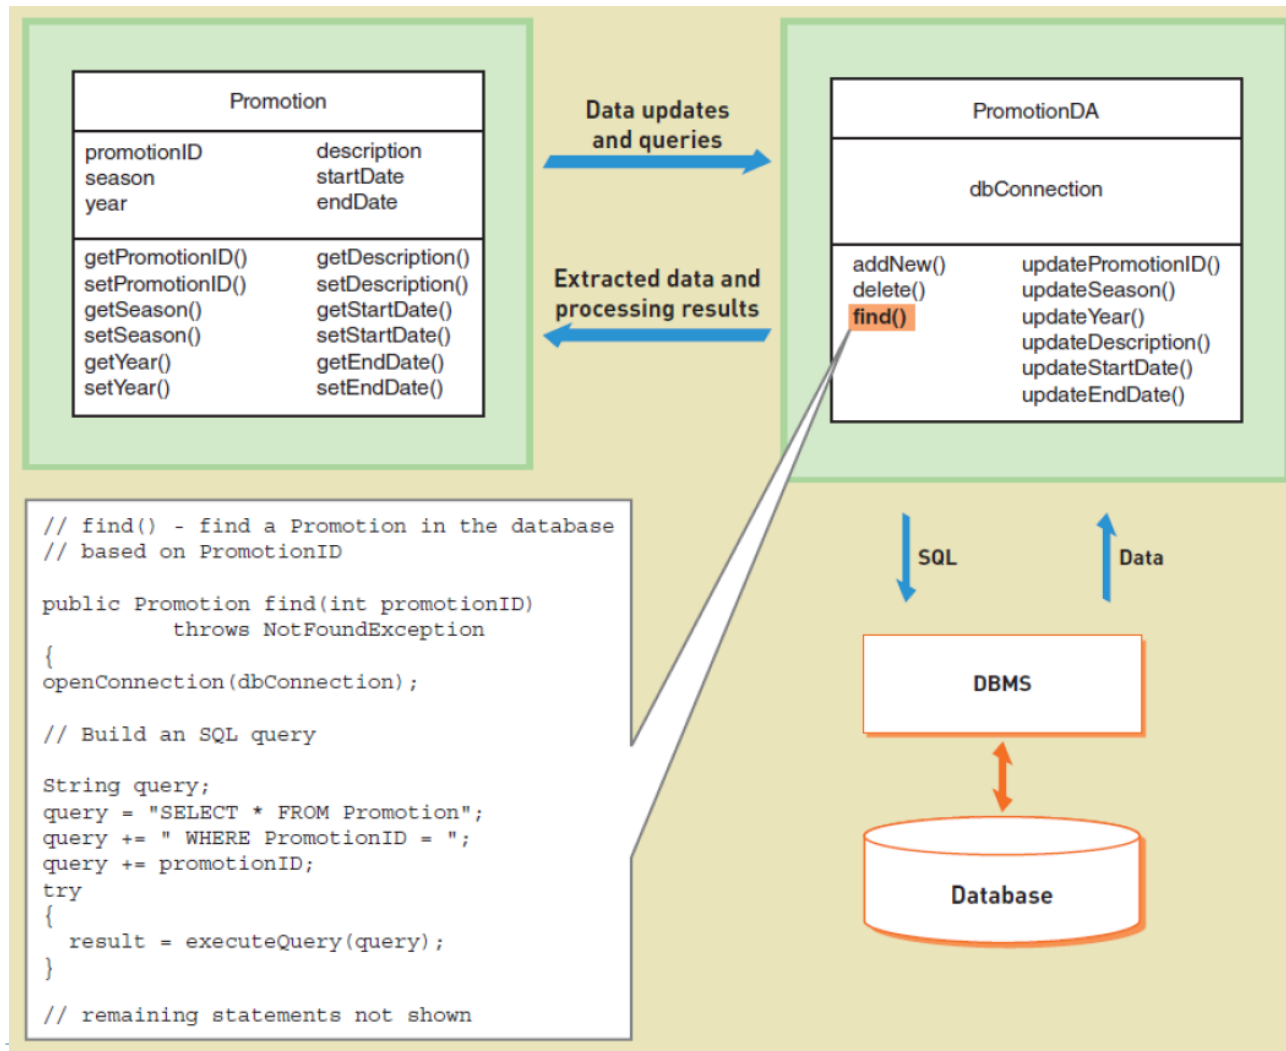 Promotion
promotionID
season
year
description
startDate
endDate
getPromotionID()
setPromotionID()
getSeason()
setSeason()
getYear()
setYear()
getDescription()
setDescription()
getStartDate()
setStartDate()
getEndDate()
setEndDate()
Data updates
and queries
Extracted data and
processing results
PromotionDA
dbConnection
addNew()
delete()
find()
updatePromotionID()
updateSeason()
updateYear()
updateDescription()
updateStartDate()
updateEndDate()
// find() - find a Promotion in the database
// based on PromotionID
public Promotion find(int promotionID)
throws NotFoundException
{
openConnection(dbConnection);
// Build an SQL query
String query;
query = "SELECT * FROM Promotion";
query += " WHERE PromotionID = ";
query += promotionID;
try
{
result = executeQuery(query);
}
// remaining statements not shown
SQL
Data
DBMS
Database